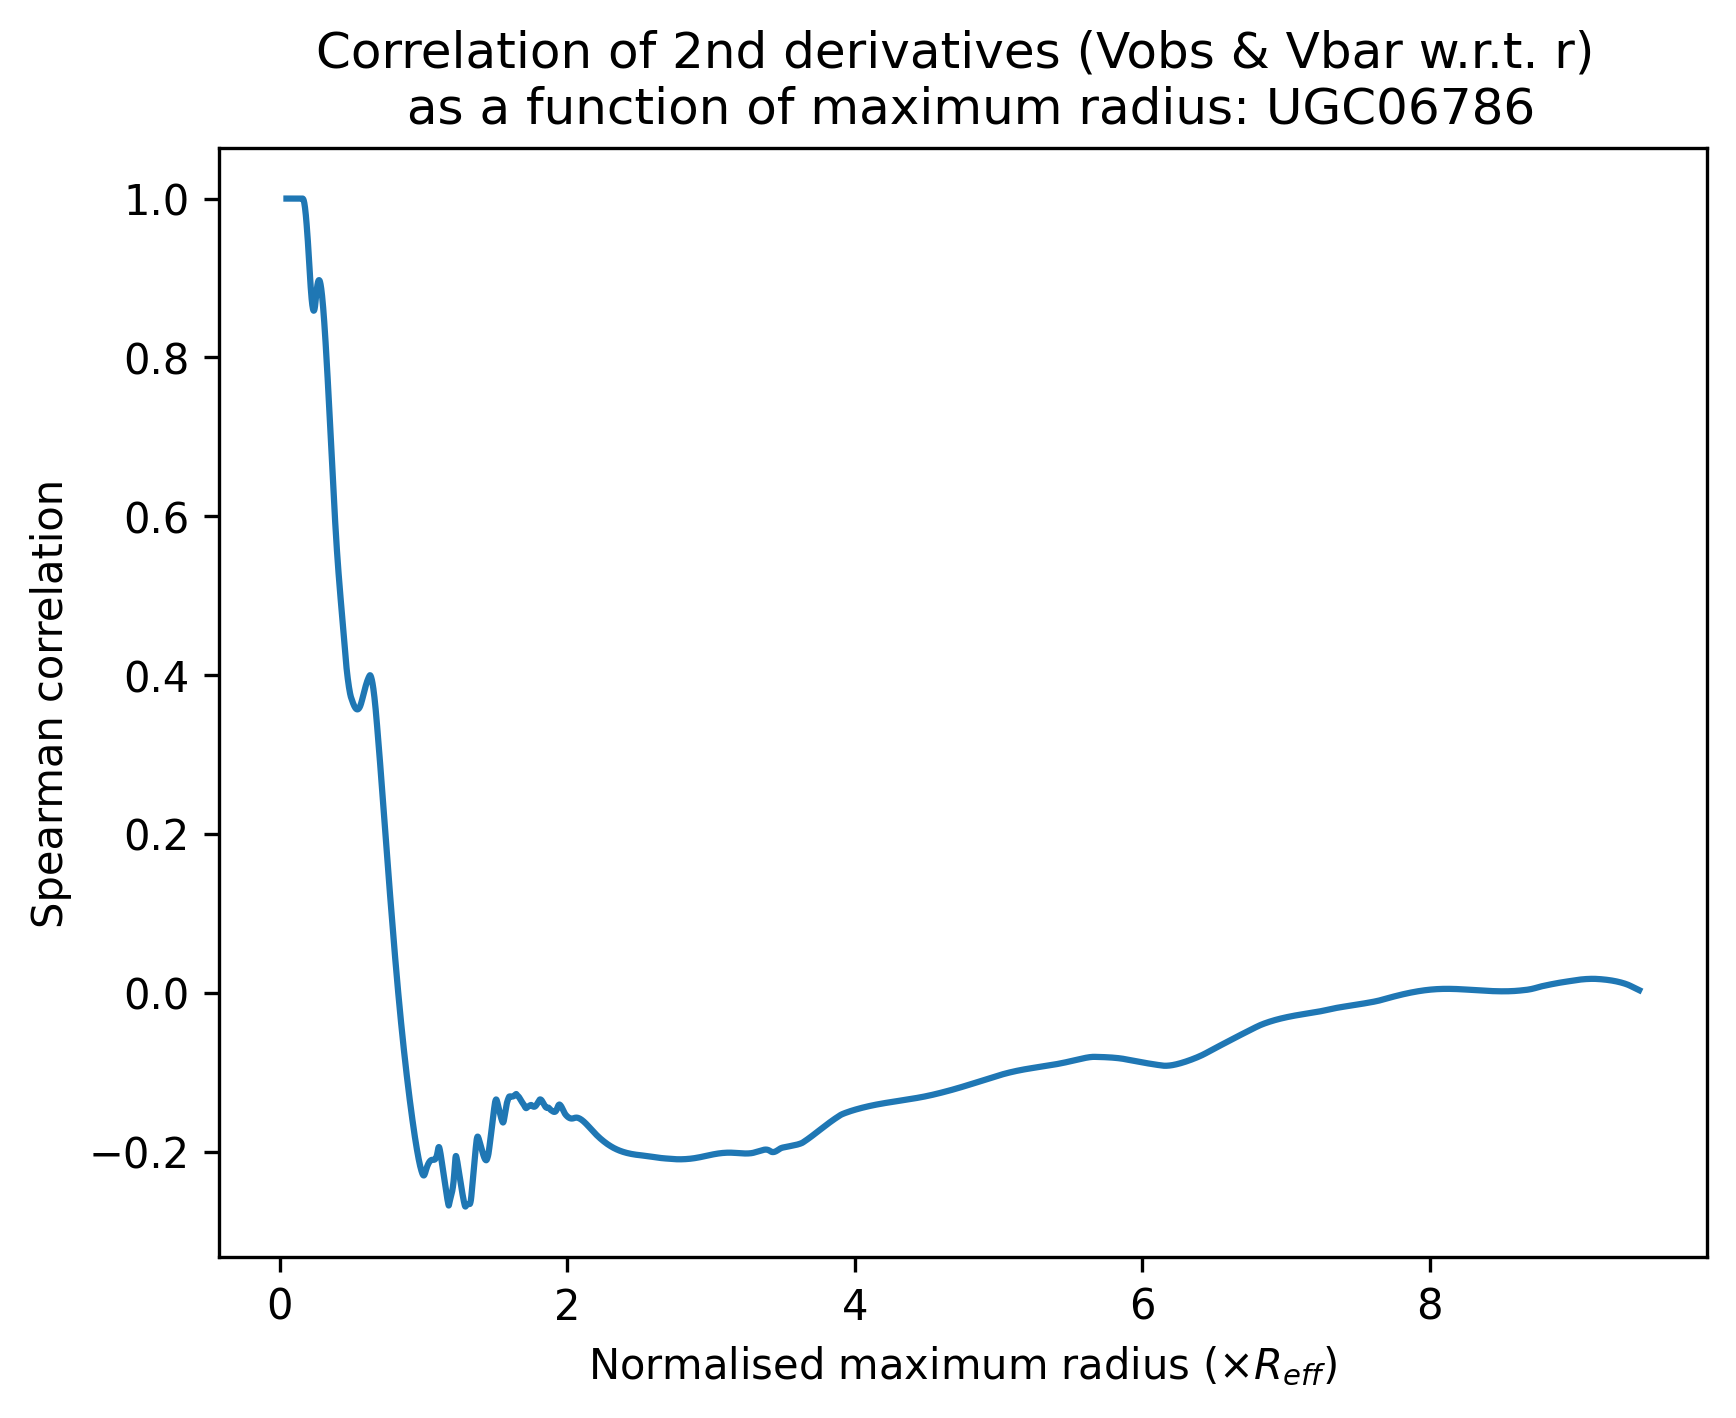 Correlation of 2nd derivatives (Vobs & Vbar w.r.t. r)
as a function of maximum radius: UGC06786
1.0
0.8
0.6
0.4
0.2
0.0
−0.2
Spearman correlation
0 2 4 6 8
Normalised maximum radius (×R_eff)